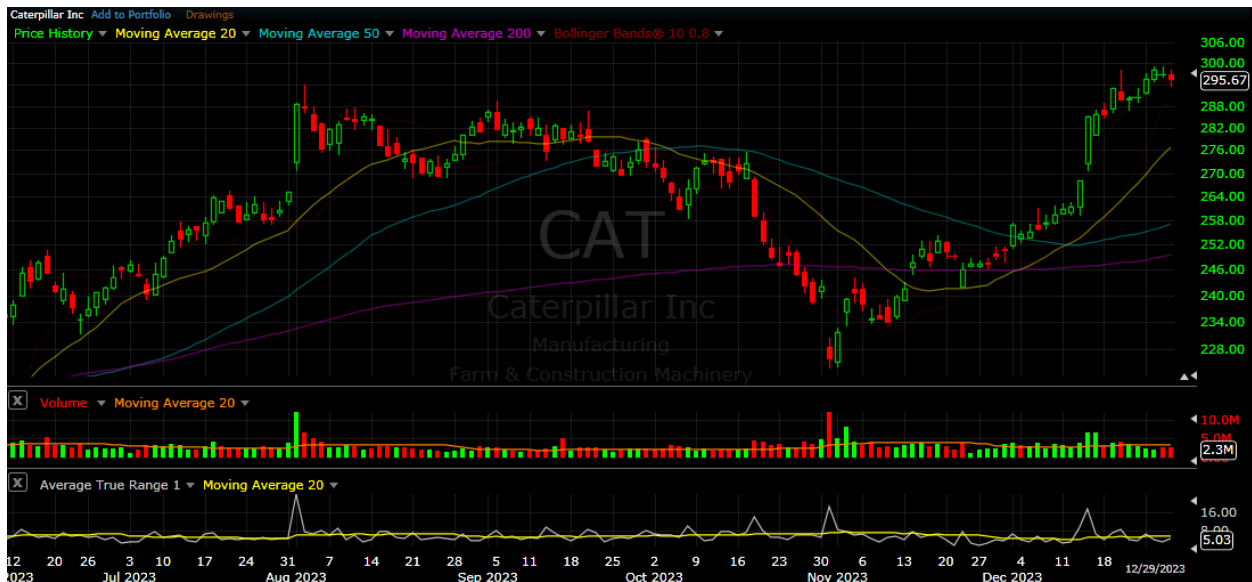 Caterpillar Inc Add to Portfolio Drawings
Price History Moving Average 20 Moving Average 50 Moving Average 200 Bollinger Bands® 10 0.8
306.00
300.00
295.67
288.00
282.00
276.00
270.00
264.00
258.00
252.00
246.00
240.00
234.00
228.00
CAT
Caterpillar Inc
Manufacturing
Farm & Construction Machinery
X Volume Moving Average 20
10.0M
5.0M
2.3M
X Average True Range 1 Moving Average 20
16.00
8.00
5.03
12 20 26 3 10 17 24 31 7 14 21 28 5 11 18 25 2 9 16 23 30 6 13 20 27 4 11 18 12/29/2023
2023 Jul 2023 Aug 2023 Sep 2023 Oct 2023 Nov 2023 Dec 2023